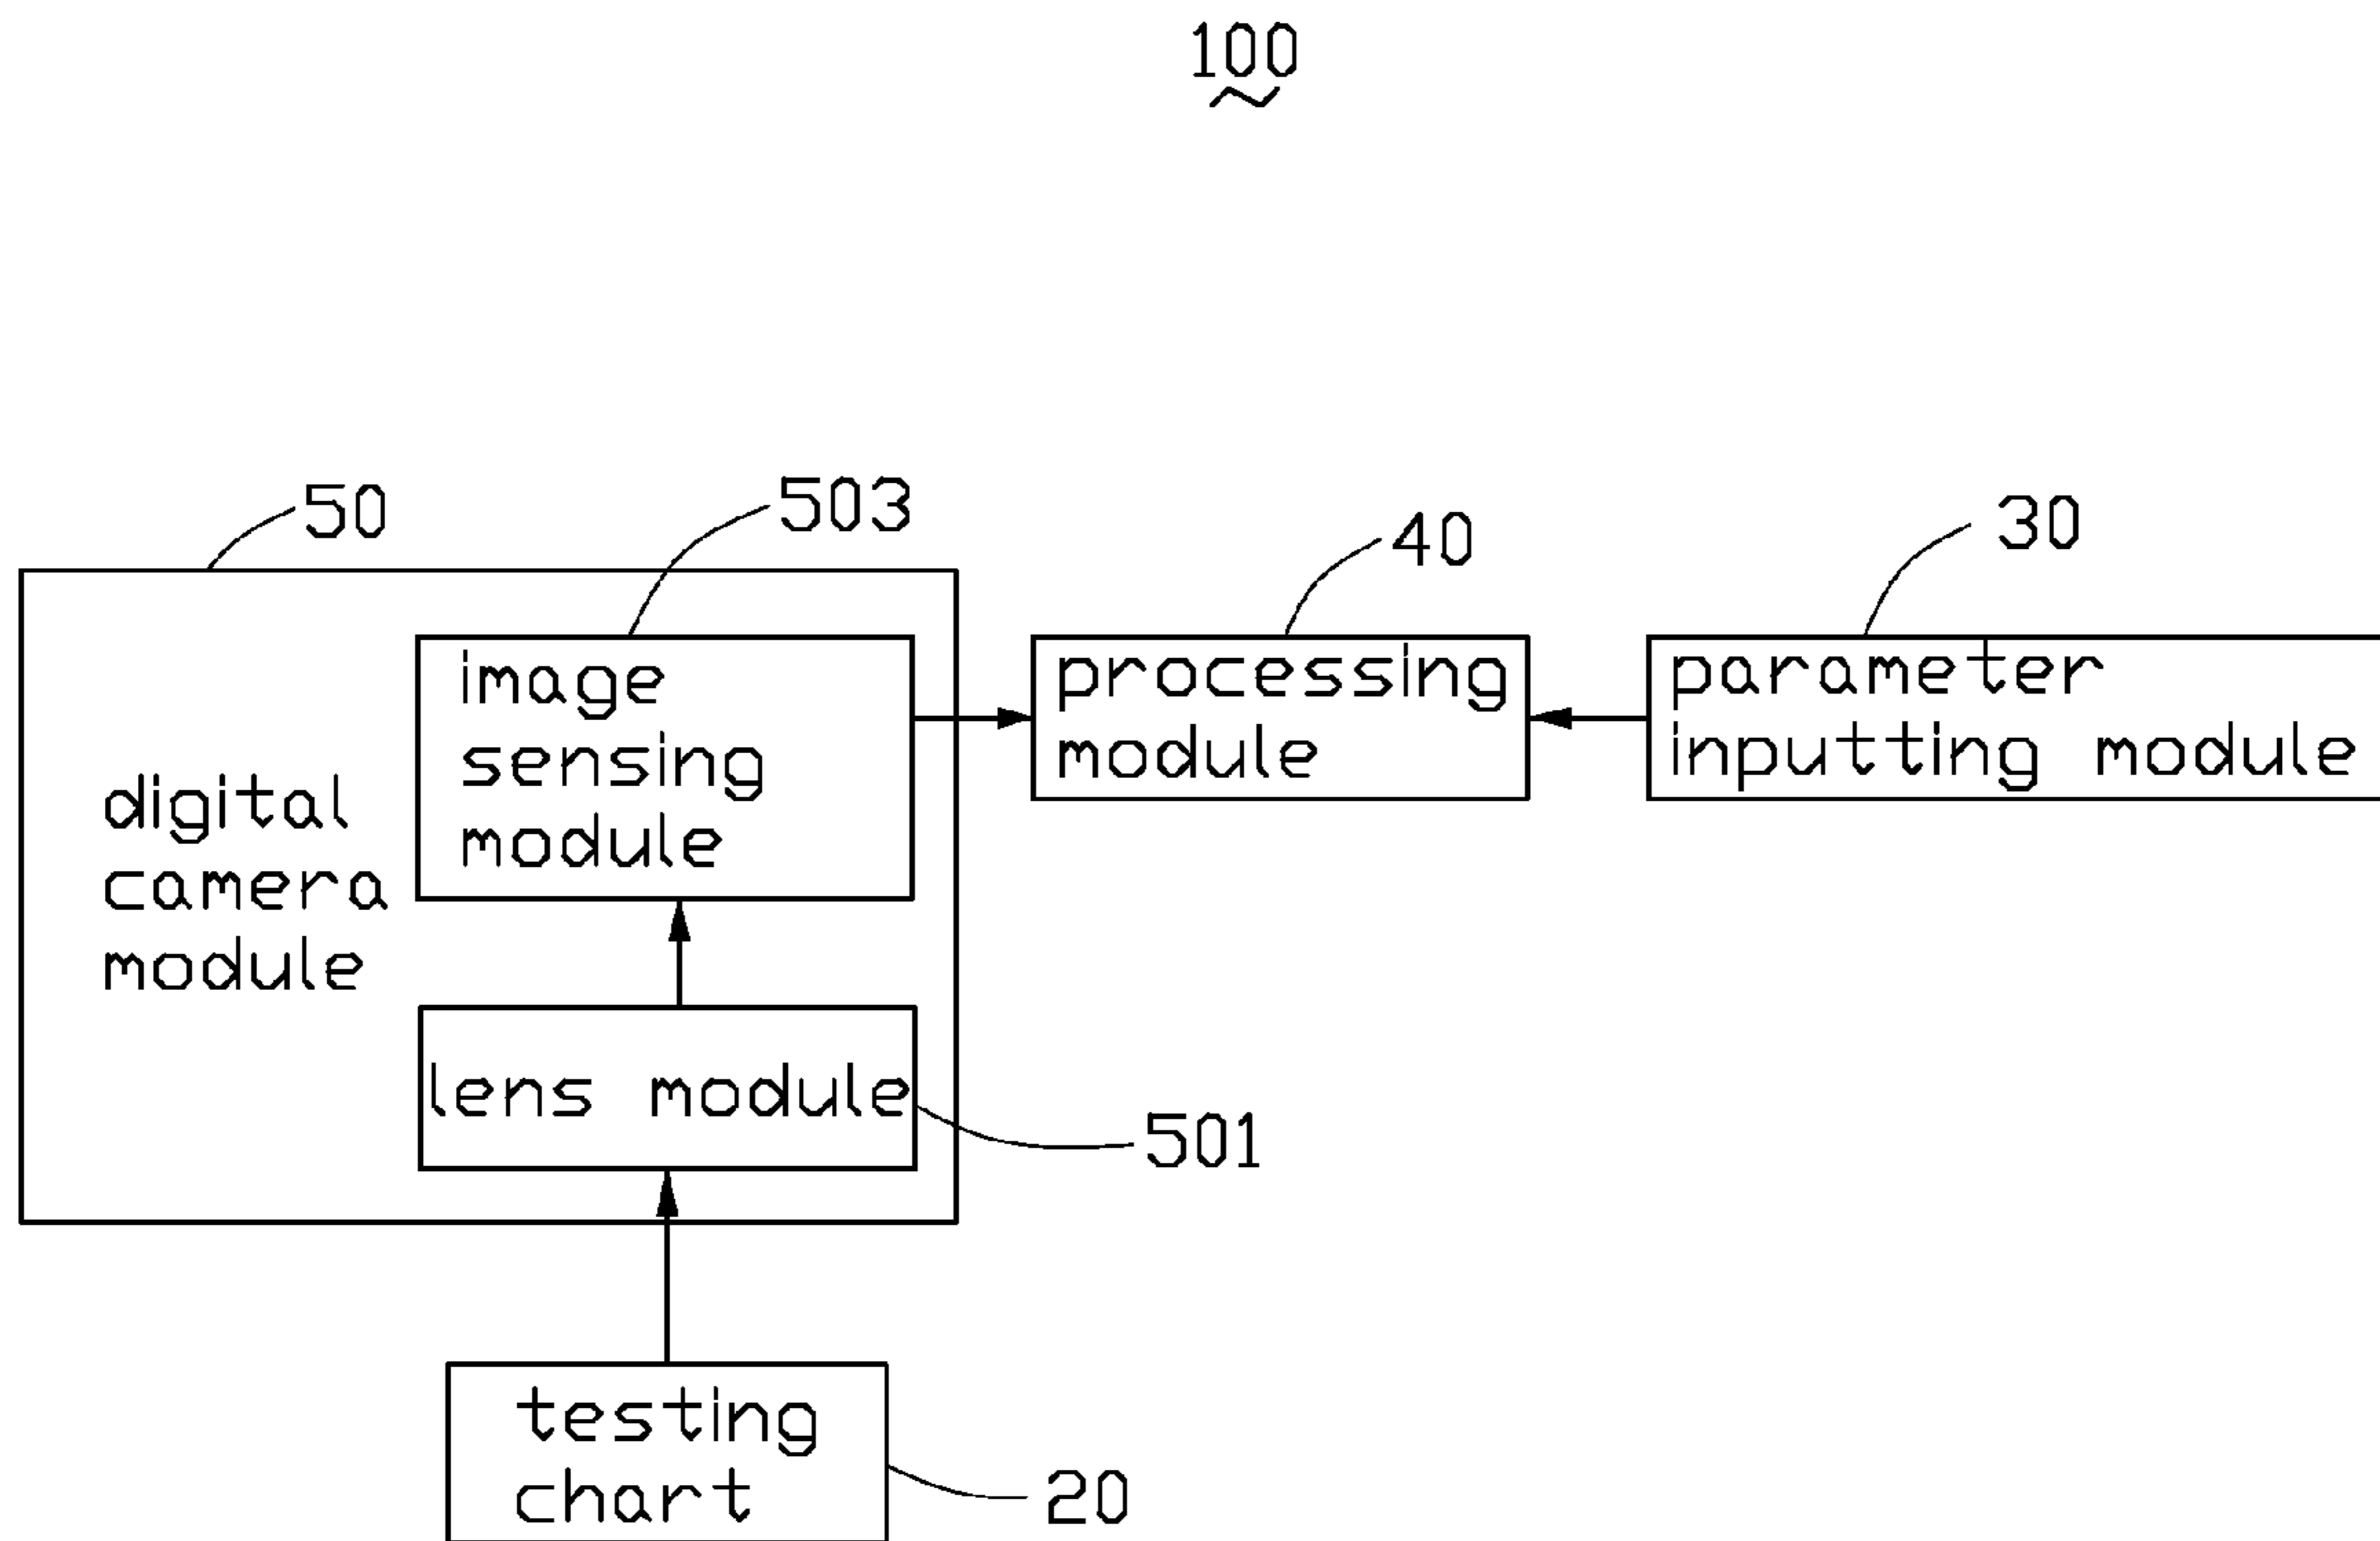 100
50
503
40
30
image
sensing
module
processing
module
parameter
inputting module
digital
camera
module
lens module
501
testing
chart
20